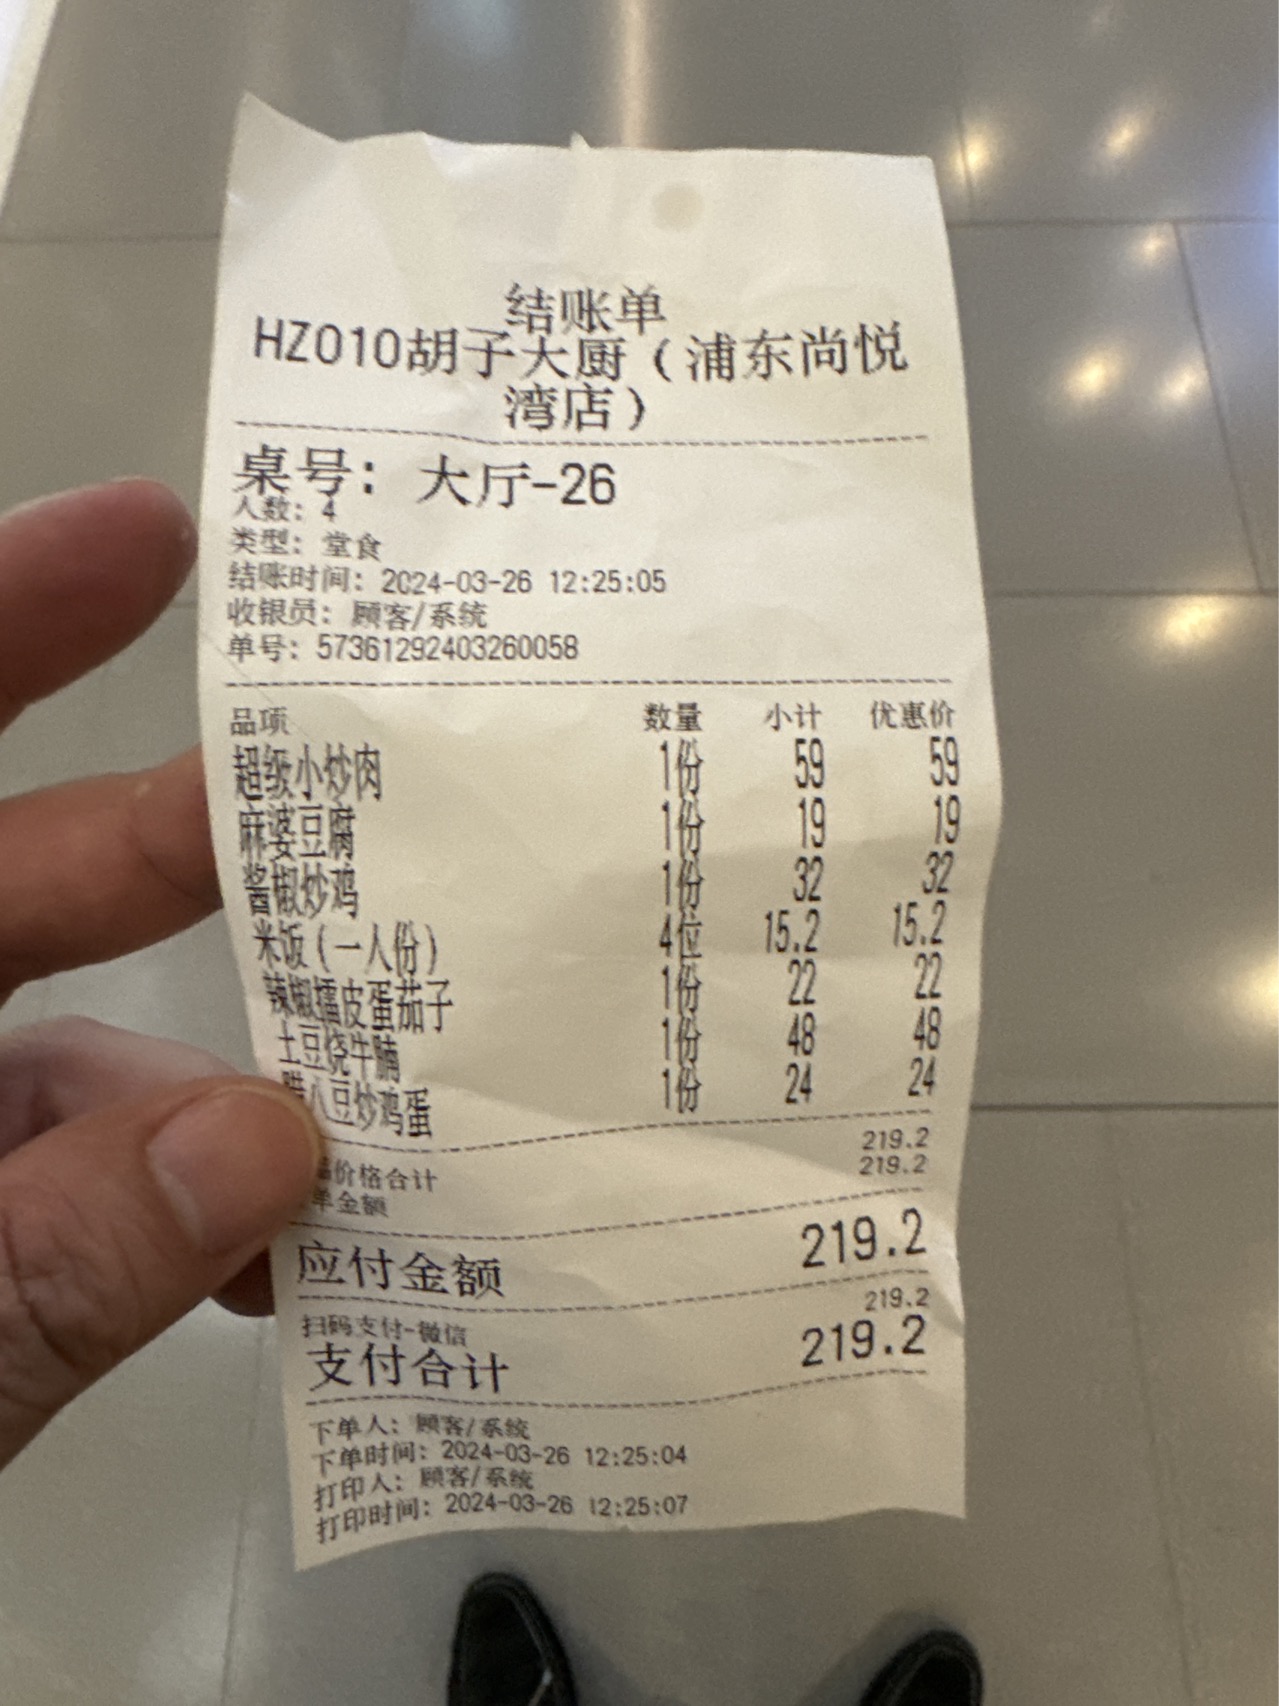 结账单
HZ010胡子大厨（浦东尚悦
湾店）
桌号：大厅-26
人数：4
类型：堂食
结账时间：2024-03-26 12:25:05
收银员：顾客/系统
单号：57361292403260058
品项 数量 小计 优惠价
超级小炒肉 1份 59 59
麻婆豆腐 1份 19 19
酱椒炒鸡 1份 32 32
米饭（一人份） 4位 15.2 15.2
辣椒擂皮蛋茄子 1份 22 22
土豆烧牛腩 1份 48 48
腊八豆炒鸡蛋 1份 24 24
价格合计 219.2
单金额 219.2
应付金额 219.2
扫码支付-微信 219.2
支付合计 219.2
下单人：顾客/系统
下单时间：2024-03-26 12:25:04
打印人：顾客/系统
打印时间：2024-03-26 12:25:07